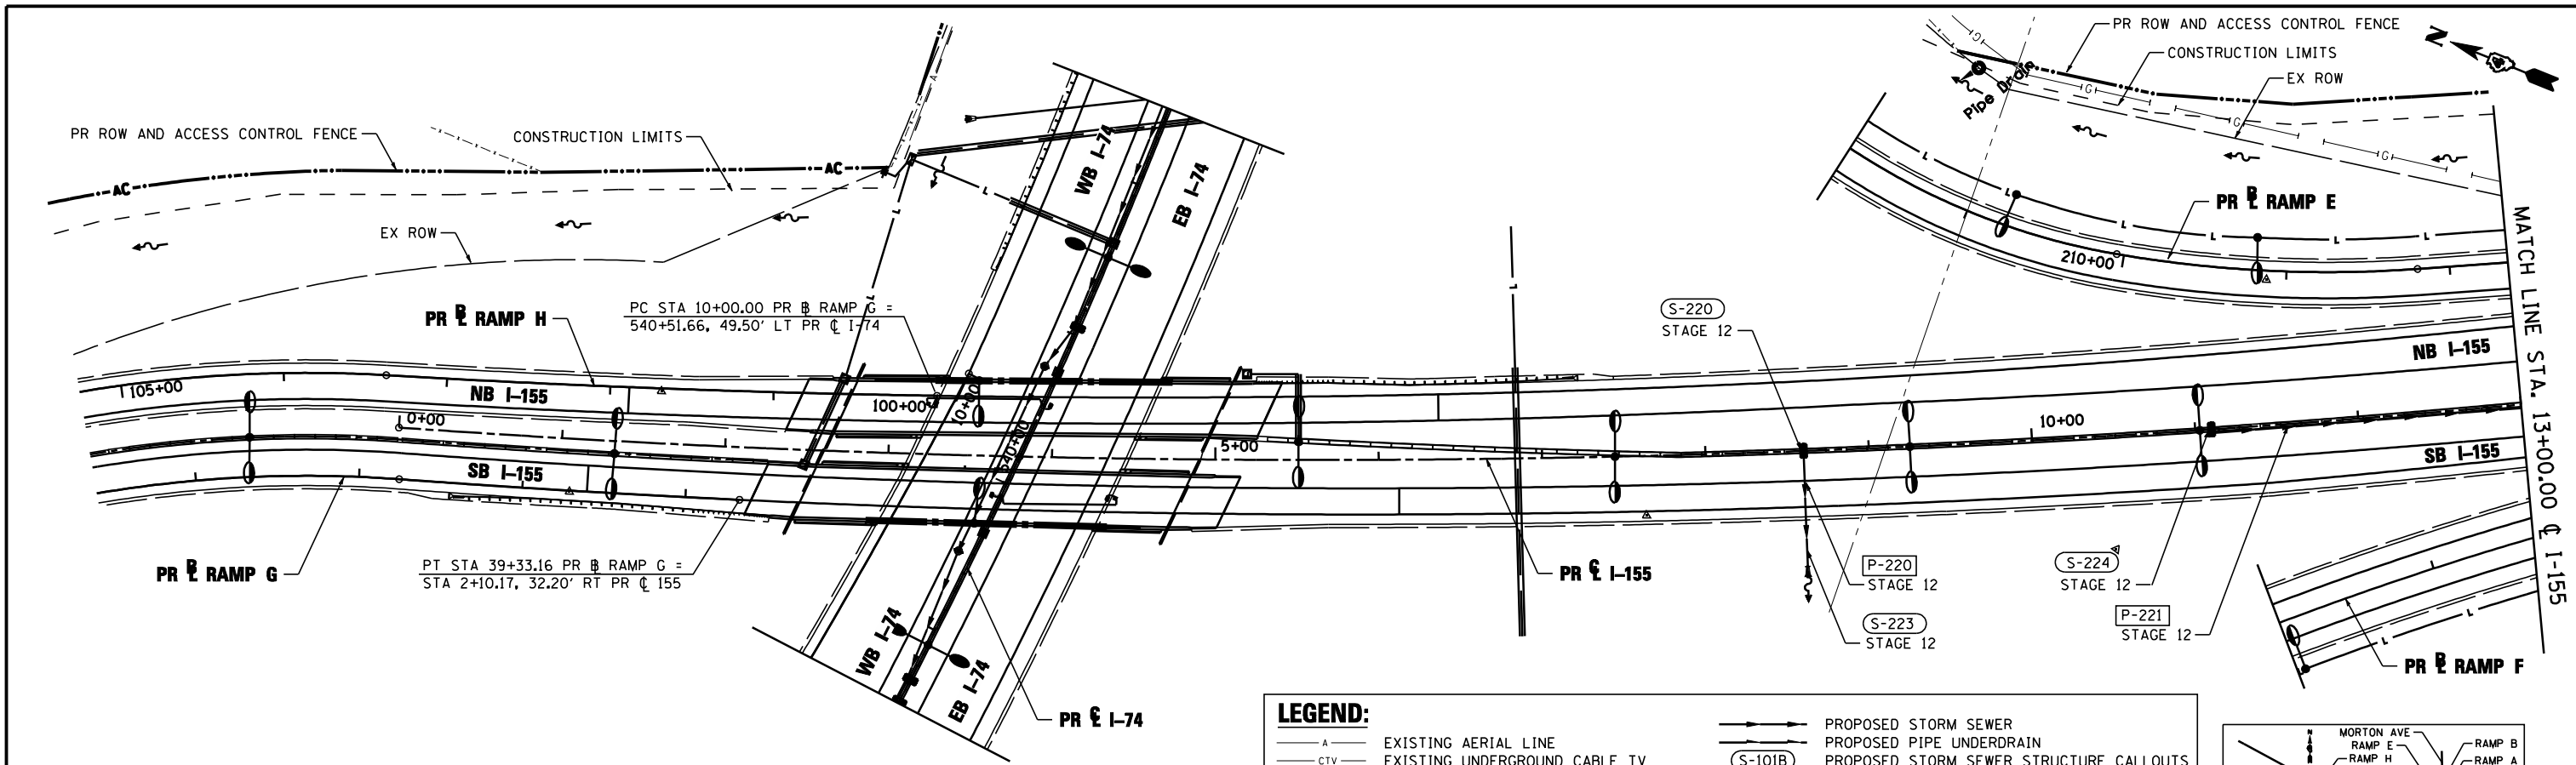 PR ROW AND ACCESS CONTROL FENCE
CONSTRUCTION LIMITS
EX ROW
N
Pipe Drain
G
G
G
G
PR ROW AND ACCESS CONTROL FENCE
CONSTRUCTION LIMITS
A
AC
AC
EX ROW
L
L
WB I-74
EB I-74
L
L
L
L
L
L
PR ℄ RAMP E
210+00
MATCH LINE STA. 13+00.00 ℄ I-155
PR RAMP H
PC STA 10+00.00 PR RAMP G =
540+51.66, 49.50' LT PR ℄ I-74
S-220
STAGE 12
NB I-155
105+00
NB I-155
100+00
10+00
0+00
540+00
5+00
10+00
SB I-155
SB I-155
PR RAMP G
PT STA 39+33.16 PR RAMP G =
STA 2+10.17, 32.20' RT PR ℄ 155
PR ℄ I-155
P-220
STAGE 12
S-223
STAGE 12
S-224
STAGE 12
P-221
STAGE 12
L
L
PR RAMP F
WB I-74
EB I-74
PR ℄ I-74
LEGEND:
A EXISTING AERIAL LINE
CTV EXISTING UNDERGROUND CABLE TV
PROPOSED STORM SEWER
PROPOSED PIPE UNDERDRAIN
S-101B PROPOSED STORM SEWER STRUCTURE CALLOUTS
N
MORTON AVE
RAMP E
RAMP H
RAMP B
RAMP A